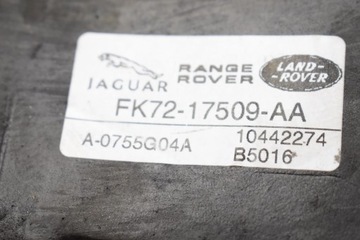 JAGUAR
RANGE
ROVER
LAND-
-ROVER
FK72-17509-AA
A-0755G04A
10442274
B5016